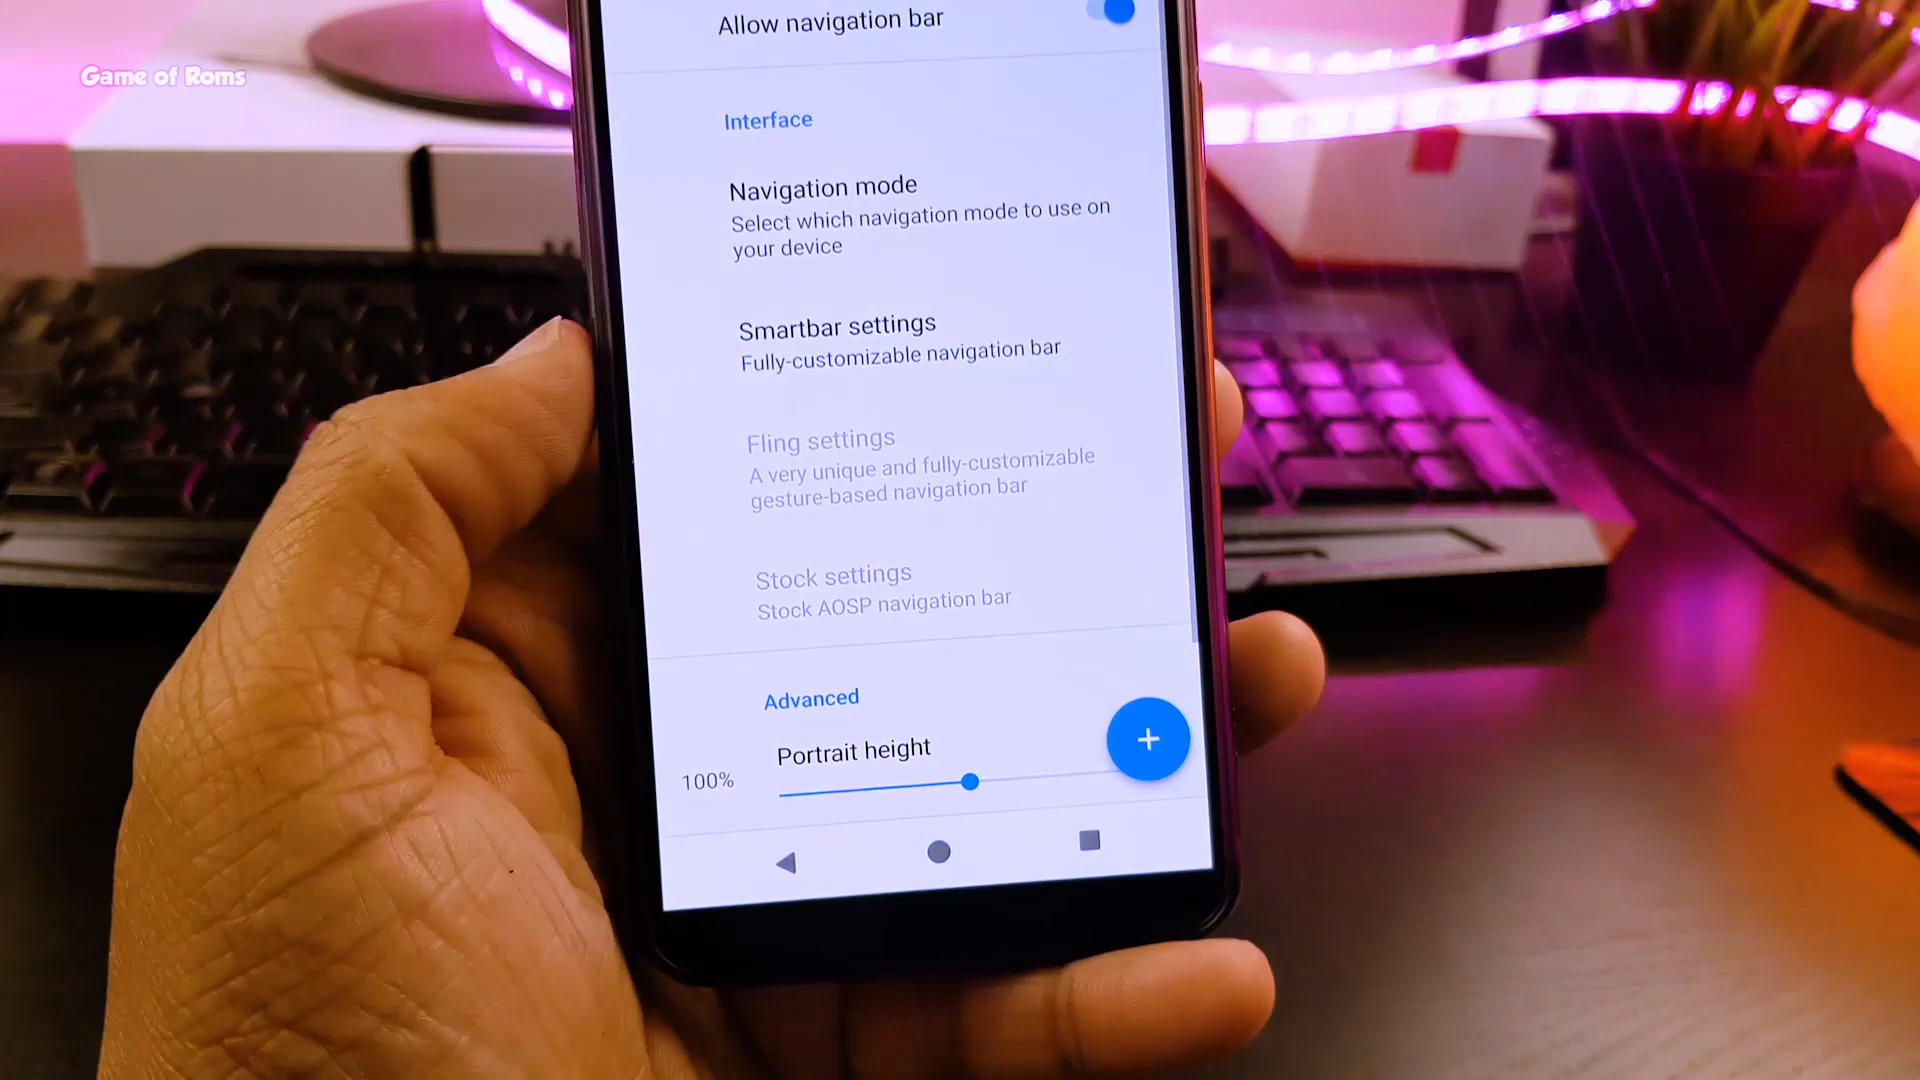 Game of Roms
Allow navigation bar
Interface
Navigation mode
Select which navigation mode to use on
your device
Smartbar settings
Fully-customizable navigation bar
Fling settings
A very unique and fully-customizable
gesture-based navigation bar
Stock settings
Stock AOSP navigation bar
Advanced
Portrait height
100%